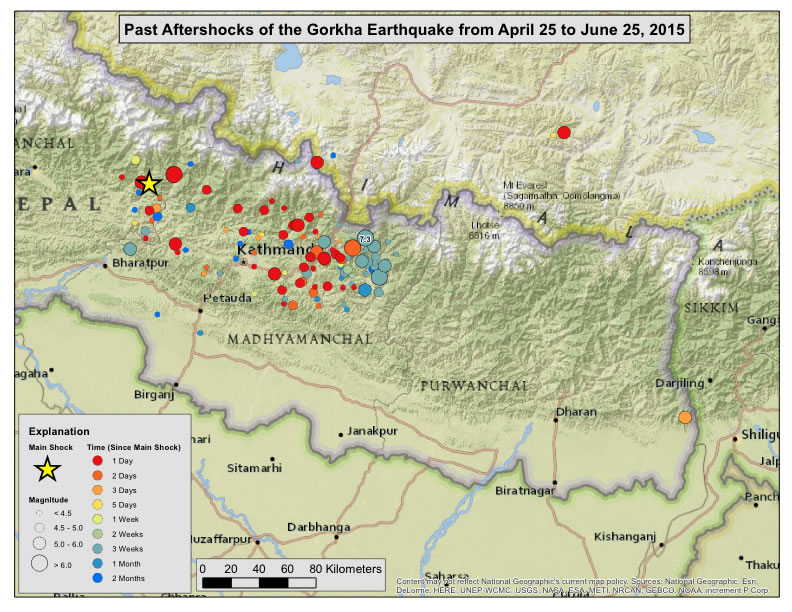 Past Aftershocks of the Gorkha Earthquake from April 25 to June 25, 2015
ANCHAL
ara
EPAL
H
I
M
A
L
A
Mt Everes
(Sagarmatha, Qomolangma)
8850 m
Lhotse
8516 m
Kanchenjunga
8598 m
7.3
Kathmand
Bharatpur
Hetauda
SIKKIM
Gang
MADHYAMANCHAL
agaha
PURWANCHAL
Darjiling
Birganj
Dharan
Janakpur
Shiligu
Jalp
hari
Sitamarhi
Biratnagar
Panch
Darbhanga
uzaffarpur
Kishanganj
Thaku
Saharsa
Explanation
Main Shock
Time (Since Main Shock)
1 Day
2 Days
3 Days
5 Days
1 Week
2 Weeks
3 Weeks
1 Month
2 Months
Magnitude
< 4.5
4.5 - 5.0
5.0 - 6.0
> 6.0
0 20 40 60 80 Kilometers
Content may not reflect National Geographic's current map policy. Sources: National Geographic, Esri,
DeLorme, HERE, UNEP-WCMC, USGS, NASA, ESA, METI, NRCAN, GEBCO, NOAA, increment P Corp.